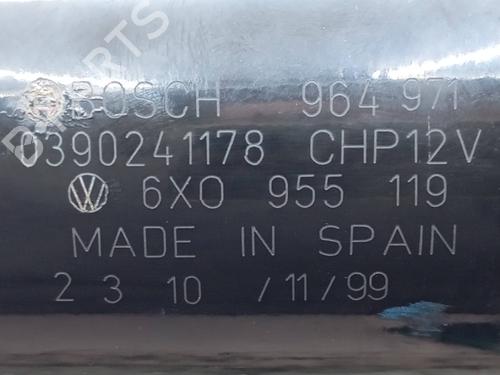 BOSCH 964 971
0390241178 CHP12V
6X0 955 119
MADE IN SPAIN
2 3 10 /11/99